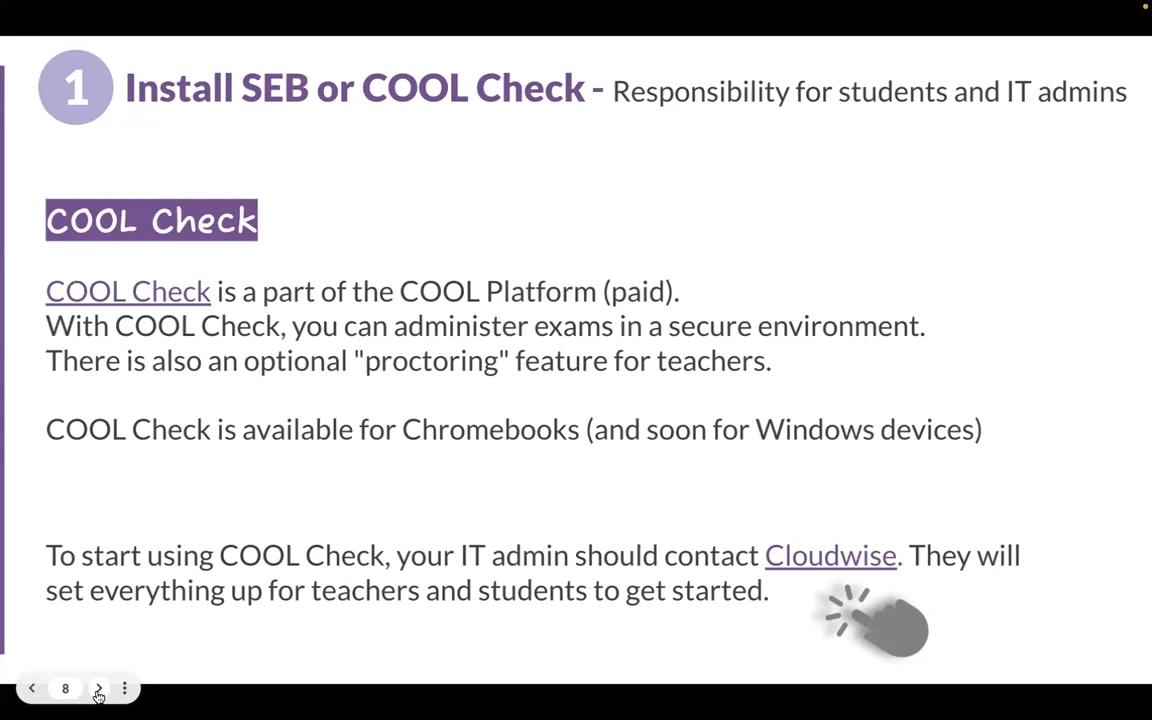 1 Install SEB or COOL Check - Responsibility for students and IT admins
COOL Check
COOL Check is a part of the COOL Platform (paid).
With COOL Check, you can administer exams in a secure environment.
There is also an optional "proctoring" feature for teachers.
COOL Check is available for Chromebooks (and soon for Windows devices)
To start using COOL Check, your IT admin should contact Cloudwise. They will
set everything up for teachers and students to get started.
8